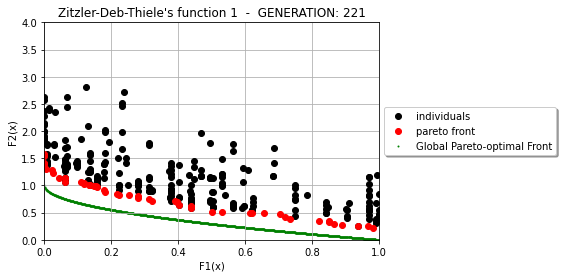 Zitzler-Deb-Thiele's function 1 - GENERATION: 221
4.0
3.5
3.0
2.5
2.0
1.5
1.0
0.5
0.0
F2(x)
0.0 0.2 0.4 0.6 0.8 1.0
F1(x)
individuals
pareto front
Global Pareto-optimal Front